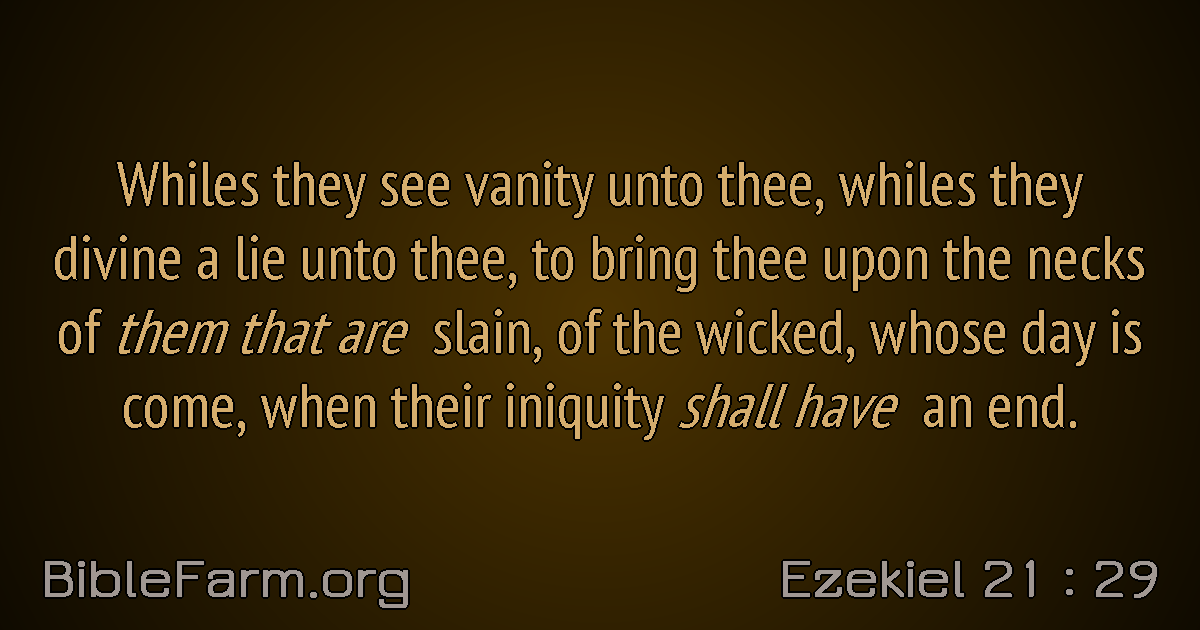 Whiles they see vanity unto thee, whiles they
divine a lie unto thee, to bring thee upon the necks
of them that are slain, of the wicked, whose day is
come, when their iniquity shall have an end.
BibleFarm.org
Ezekiel 21 : 29